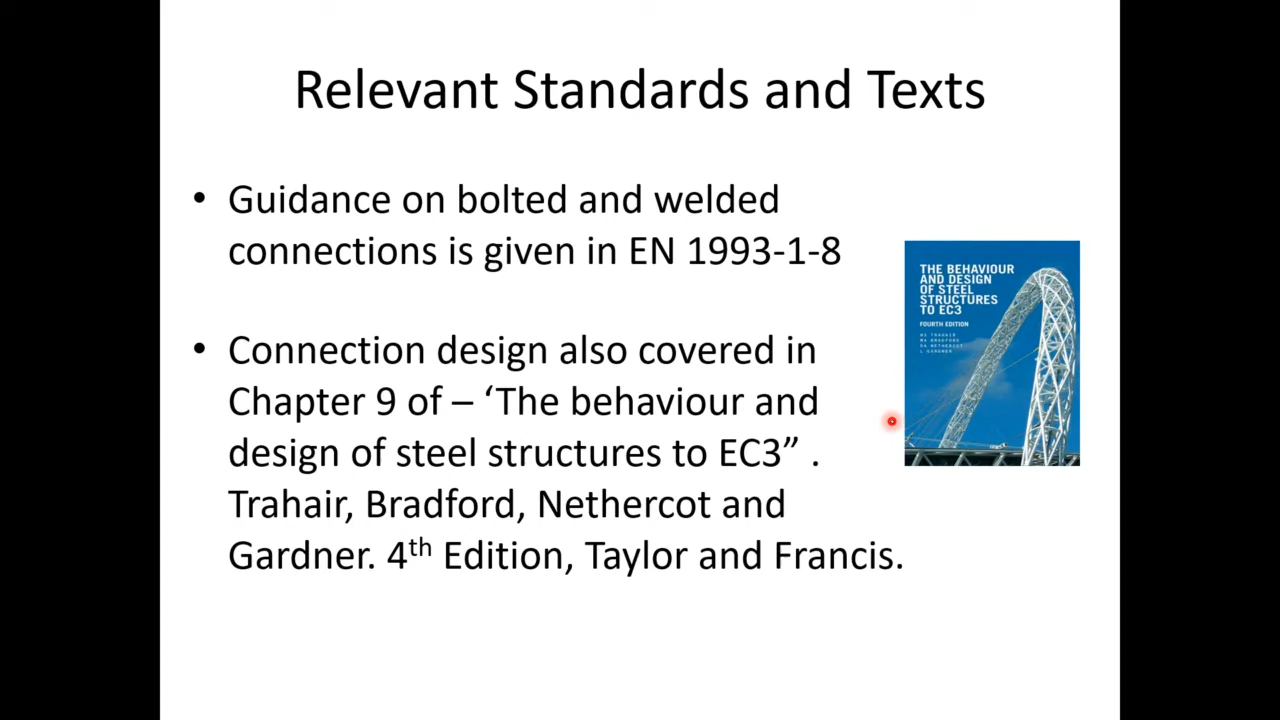 Relevant Standards and Texts
• Guidance on bolted and welded
connections is given in EN 1993-1-8
• Connection design also covered in
Chapter 9 of – ‘The behaviour and
design of steel structures to EC3” .
Trahair, Bradford, Nethercot and
Gardner. 4th Edition, Taylor and Francis.
THE BEHAVIOUR
AND DESIGN
OF STEEL
STRUCTURES
TO EC3
FOURTH EDITION
NS TRAHAIR
MA BRADFORD
DA NETHERCOT
L GARDNER